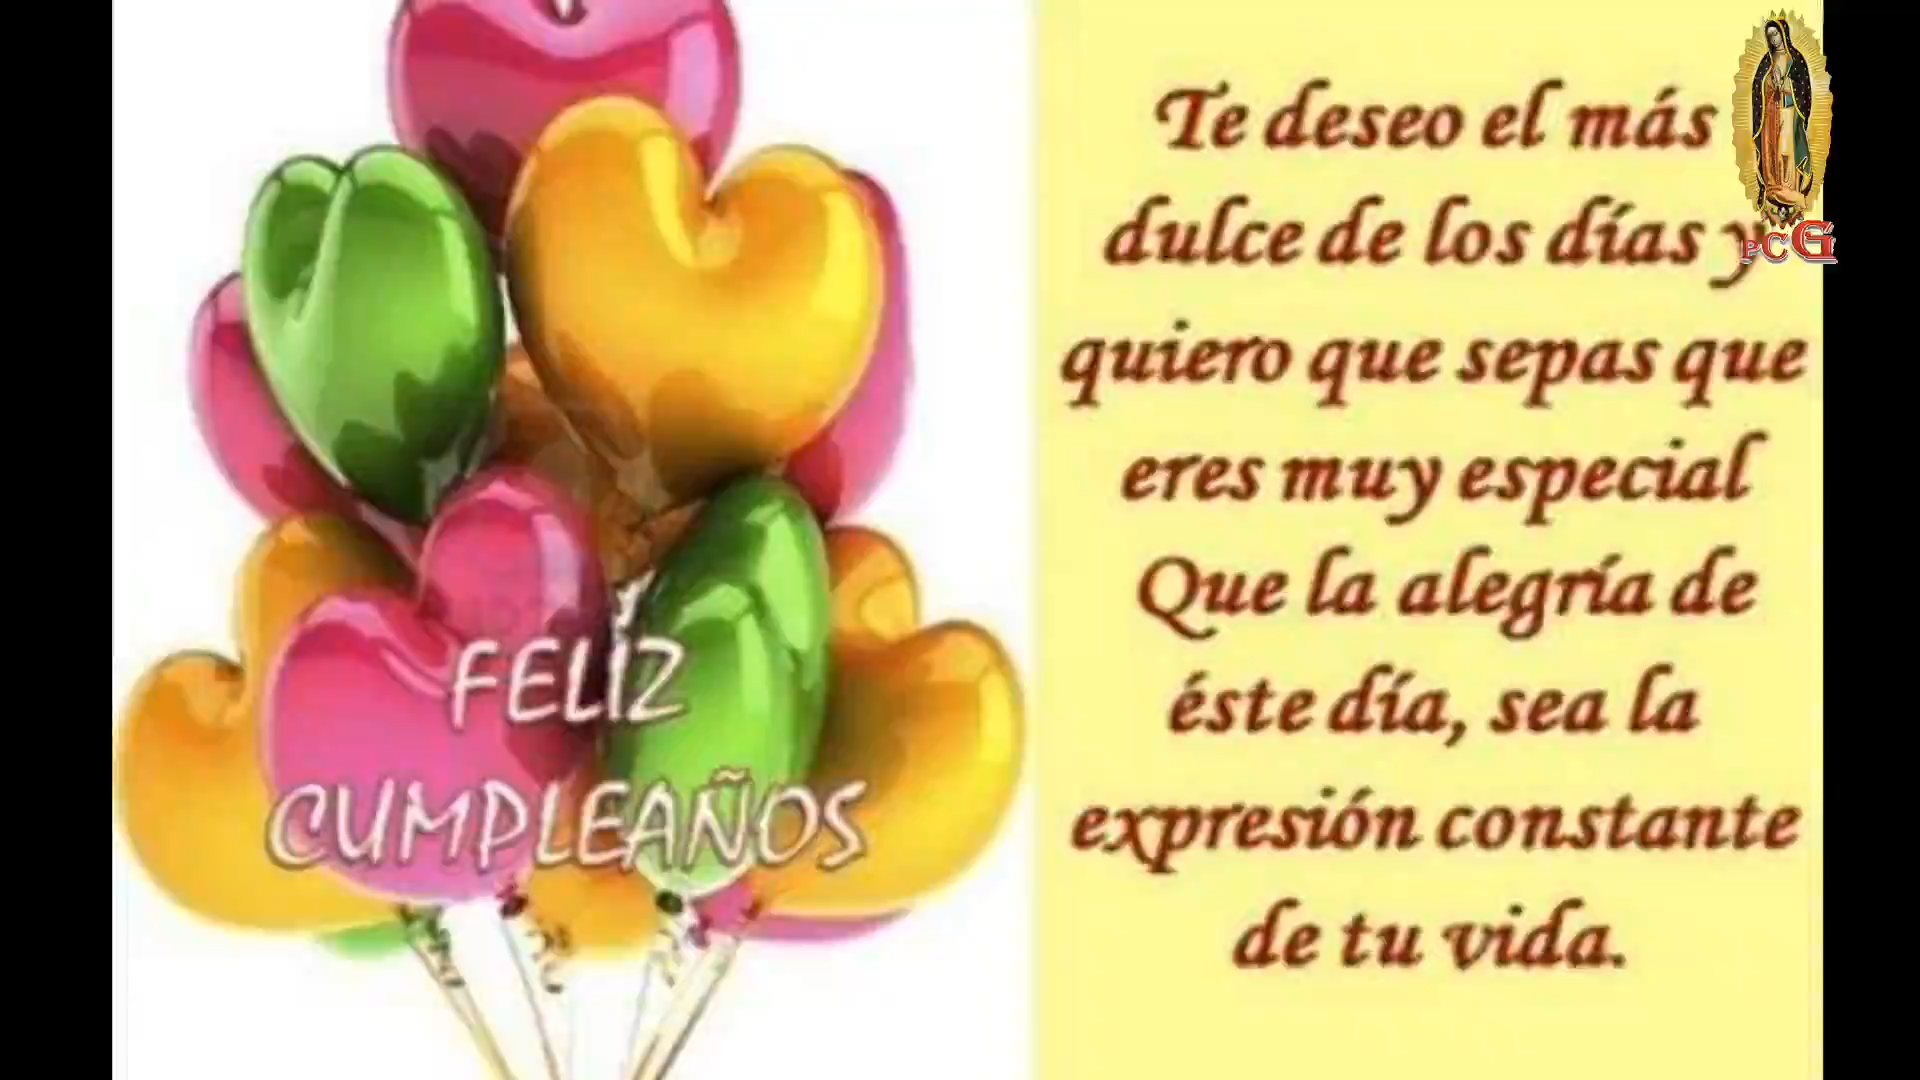 FELIZ
CUMPLEAÑOS
Te deseo el más
dulce de los días y
quiero que sepas que
eres muy especial
Que la alegría de
éste día, sea la
expresión constante
de tu vida.
PCG